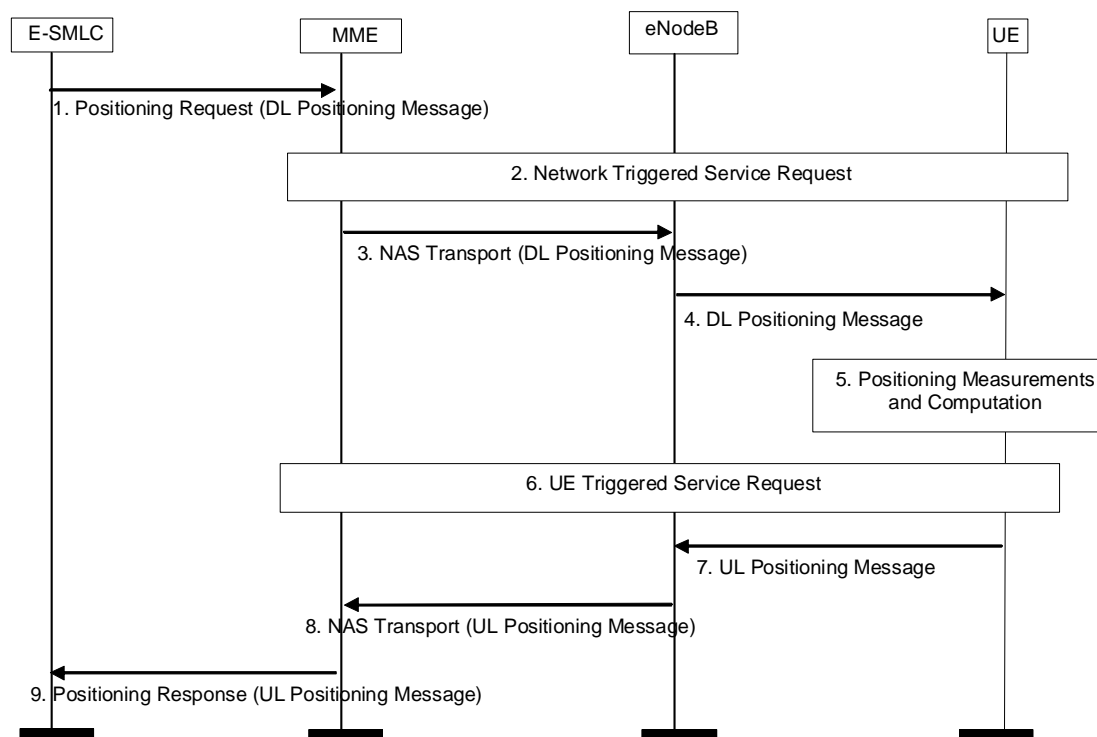 E-SMLC
MME
eNodeB
UE
1. Positioning Request (DL Positioning Message)
2. Network Triggered Service Request
3. NAS Transport (DL Positioning Message)
4. DL Positioning Message
5. Positioning Measurements
and Computation
6. UE Triggered Service Request
7. UL Positioning Message
8. NAS Transport (UL Positioning Message)
9. Positioning Response (UL Positioning Message)